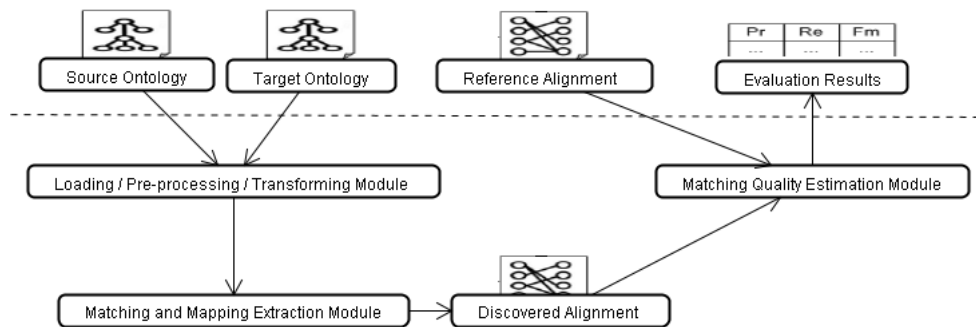 Pr Re Fm
... ... ...
Source Ontology
Target Ontology
Reference Alignment
Evaluation Results
Loading / Pre-processing / Transforming Module
Matching Quality Estimation Module
Matching and Mapping Extraction Module
Discovered Alignment